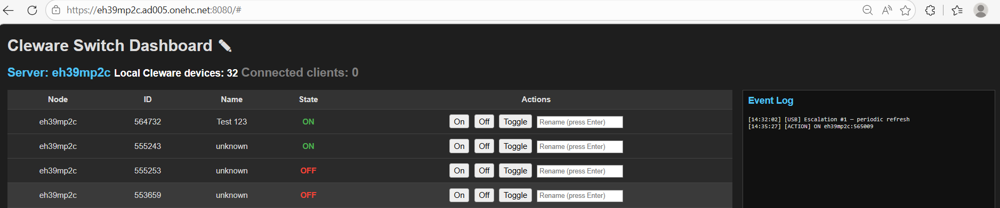 https://eh39mp2c.ad005.onehc.net:8080/#
Cleware Switch Dashboard
Server: eh39mp2c Local Cleware devices: 32 Connected clients: 0
Node ID Name State Actions
eh39mp2c 564732 Test 123 ON On Off Toggle Rename (press Enter)
eh39mp2c 555243 unknown ON On Off Toggle Rename (press Enter)
eh39mp2c 555253 unknown OFF On Off Toggle Rename (press Enter)
eh39mp2c 553659 unknown OFF On Off Toggle Rename (press Enter)
Event Log
[14:32:02] [USB] Escalation #1 – periodic refresh
[14:35:27] [ACTION] ON eh39mp2c:565009